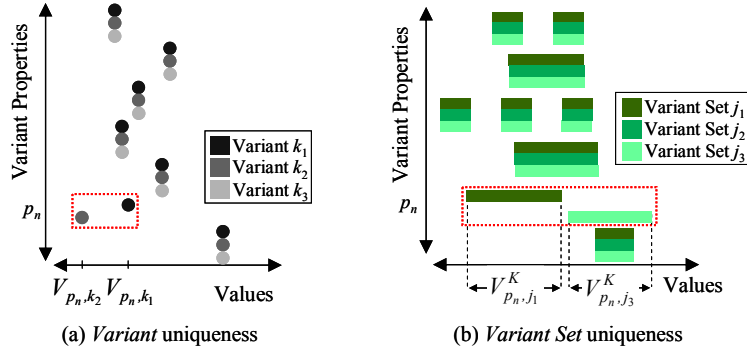 Variant Properties
p_n
Variant k_1
Variant k_2
Variant k_3
V_{p_n,k_2}
V_{p_n,k_1}
Values
(a) Variant uniqueness
Variant Properties
p_n
Variant Set j_1
Variant Set j_2
Variant Set j_3
V^K_{p_n,j_1}
V^K_{p_n,j_3}
Values
(b) Variant Set uniqueness